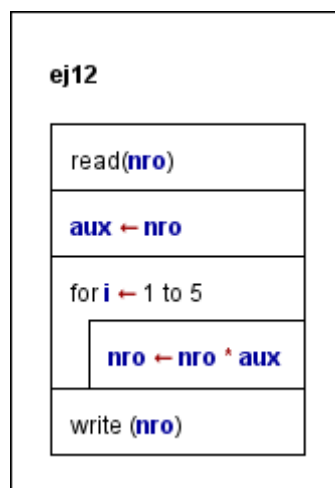 ej12
read(nro)
aux ← nro
for i ← 1 to 5
nro ← nro * aux
write (nro)